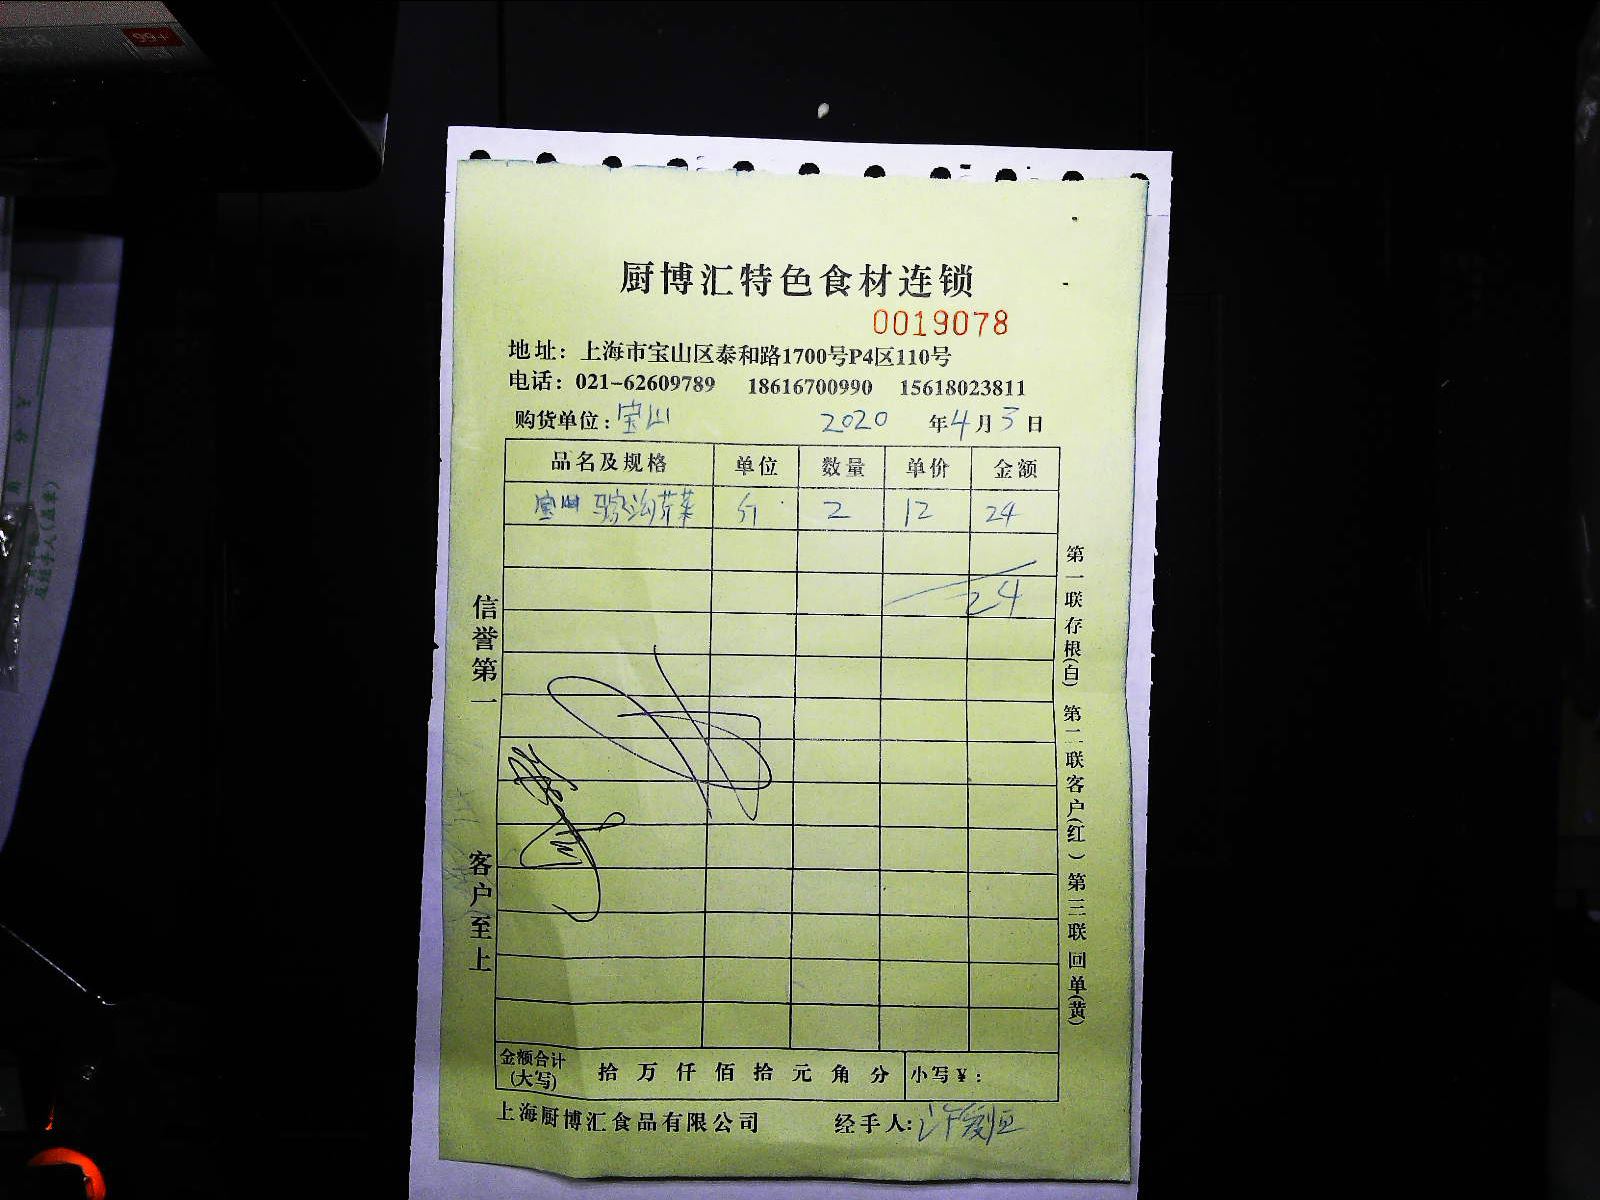 99+
厨博汇特色食材连锁
0019078
地址：上海市宝山区泰和路1700号P4区110号
电话：021-62609789 18616700990 15618023811
购货单位：宝山 2020 年 4 月 3 日
品名及规格 单位 数量 单价 金额
斤 2 12 24
24
信誉第一
客户至上
第一联存根(白) 第二联客户(红) 第三联回单(黄)
金额合计(大写) 拾 万 仟 佰 拾 元 角 分 小写￥：
上海厨博汇食品有限公司 经手人: